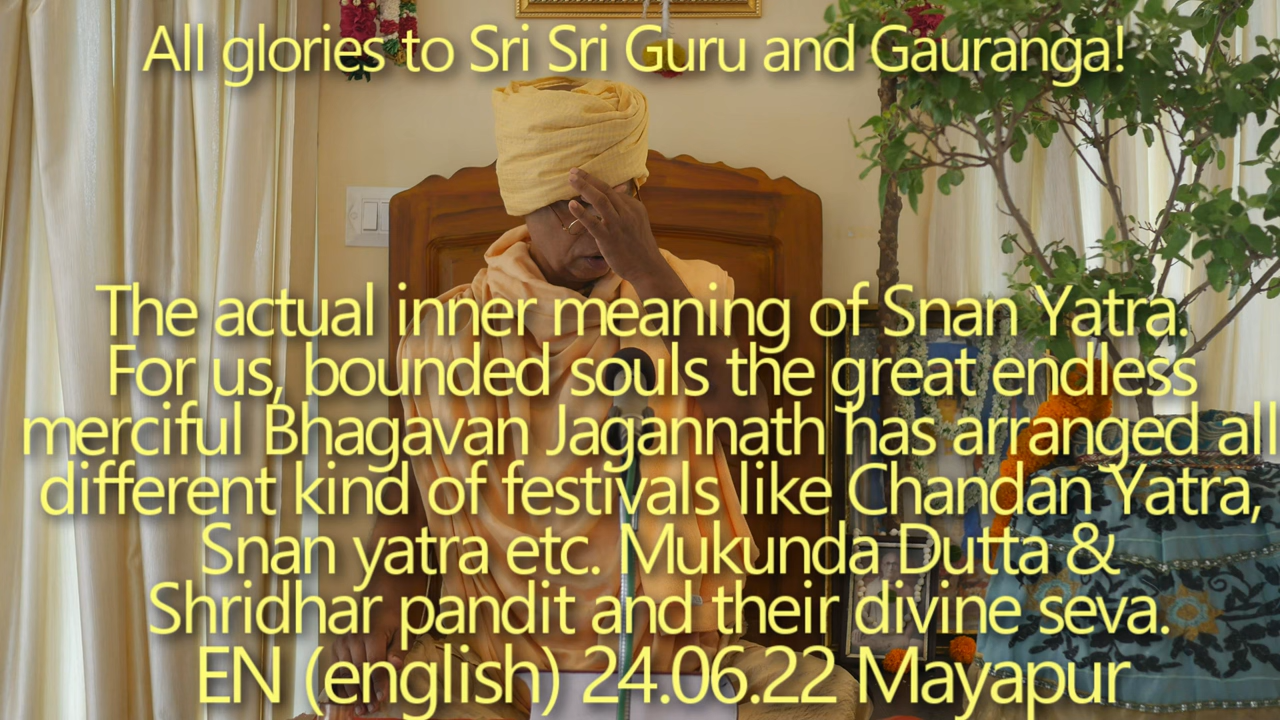 All glories to Sri Sri Guru and Gauranga!
The actual inner meaning of Snan Yatra.
For us, bounded souls the great endless
merciful Bhagavan Jagannath has arranged all
different kind of festivals like Chandan Yatra,
Snan yatra etc. Mukunda Dutta &
Shridhar pandit and their divine seva.
EN (english) 24.06.22 Mayapur